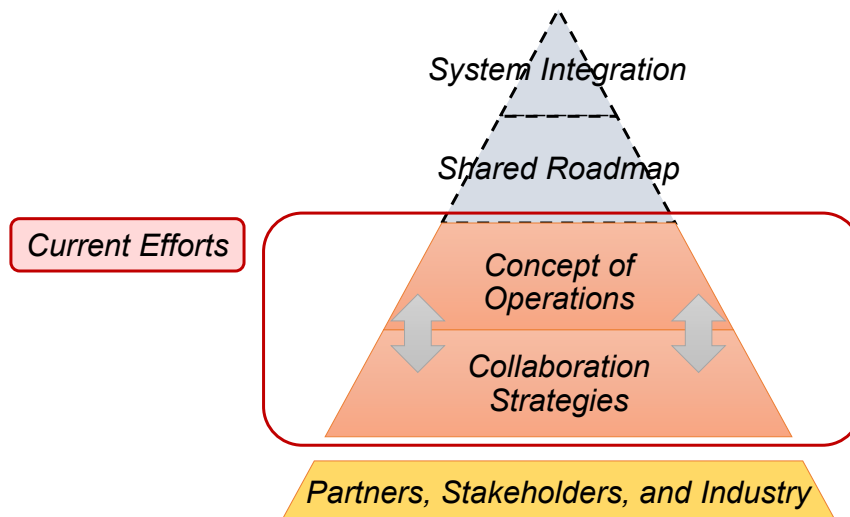 System Integration
Shared Roadmap
Current Efforts
Concept of
Operations
Collaboration
Strategies
Partners, Stakeholders, and Industry